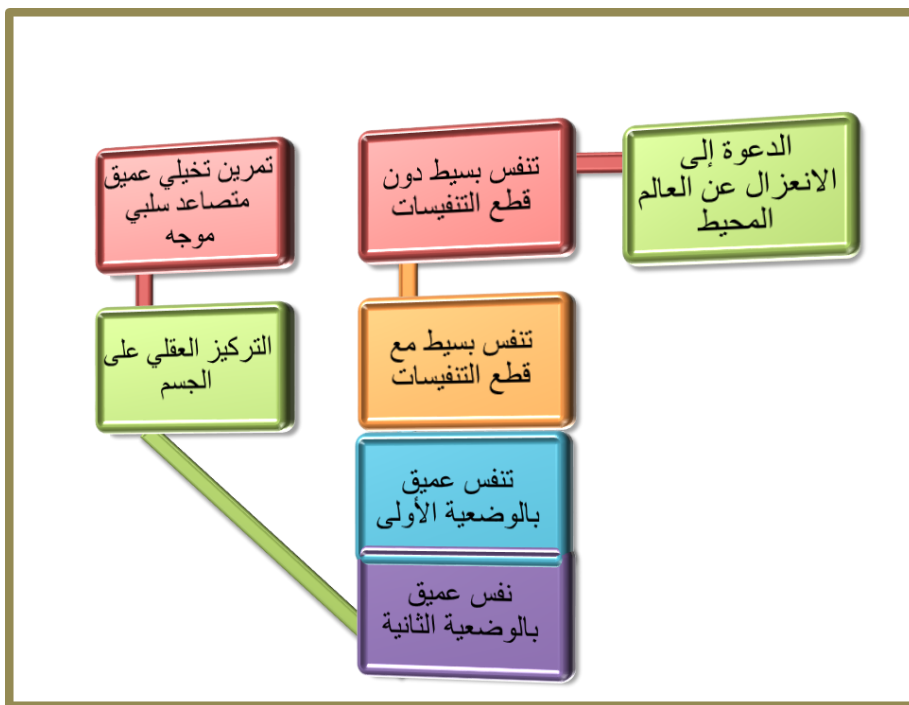 الدعوة إلى
الانعزال عن العالم
المحيط
تنفس بسيط دون
قطع التنفيسات
تنفس بسيط مع
قطع التنفيسات
تنفس عميق
بالوضعية الأولى
نفس عميق
بالوضعية الثانية
التركيز العقلي على
الجسم
تمرين تخيلي عميق
متصاعد سلبي
موجه